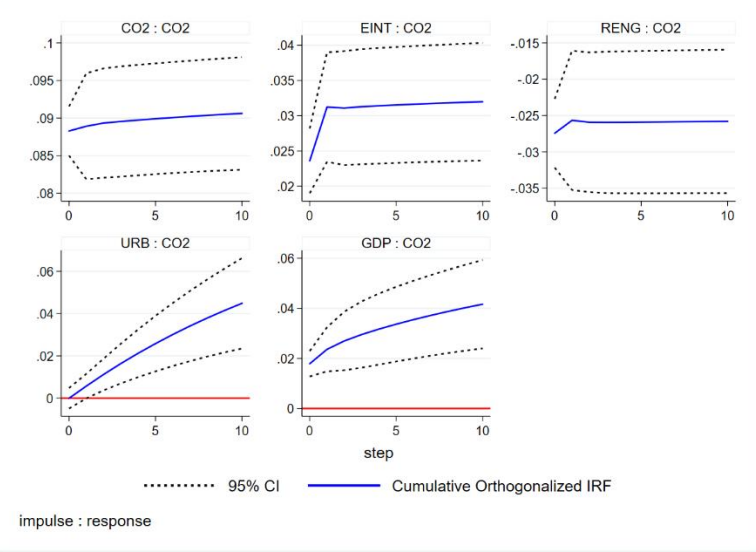 CO2 : CO2
.1
.095
.09
.085
.08
0 5 10
EINT : CO2
.04
.035
.03
.025
.02
0 5 10
RENG : CO2
-.015
-.02
-.025
-.03
-.035
0 5 10
URB : CO2
.06
.04
.02
0
0 5 10
GDP : CO2
.06
.04
.02
0
0 5 10
step
95% CI Cumulative Orthogonalized IRF
impulse : response